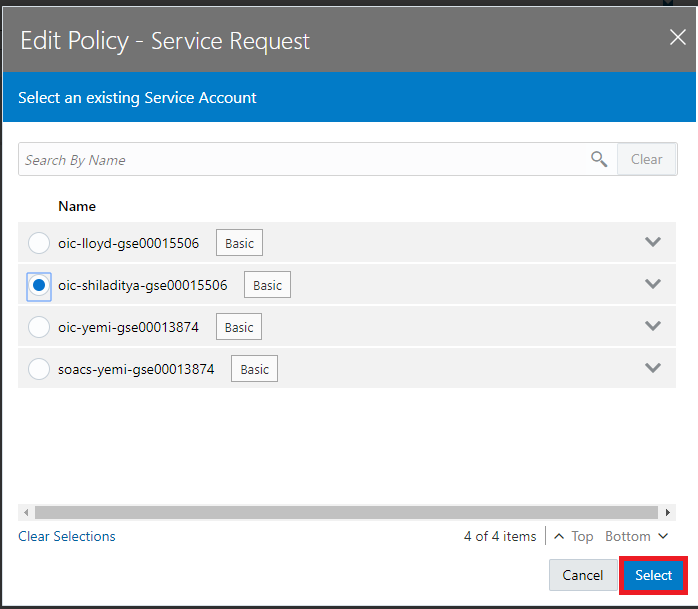 Edit Policy - Service Request
Select an existing Service Account
Search By Name Clear
Name
oic-lloyd-gse00015506 Basic
oic-shiladitya-gse00015506 Basic
oic-yemi-gse00013874 Basic
soacs-yemi-gse00013874 Basic
Clear Selections 4 of 4 items Top Bottom
Cancel Select